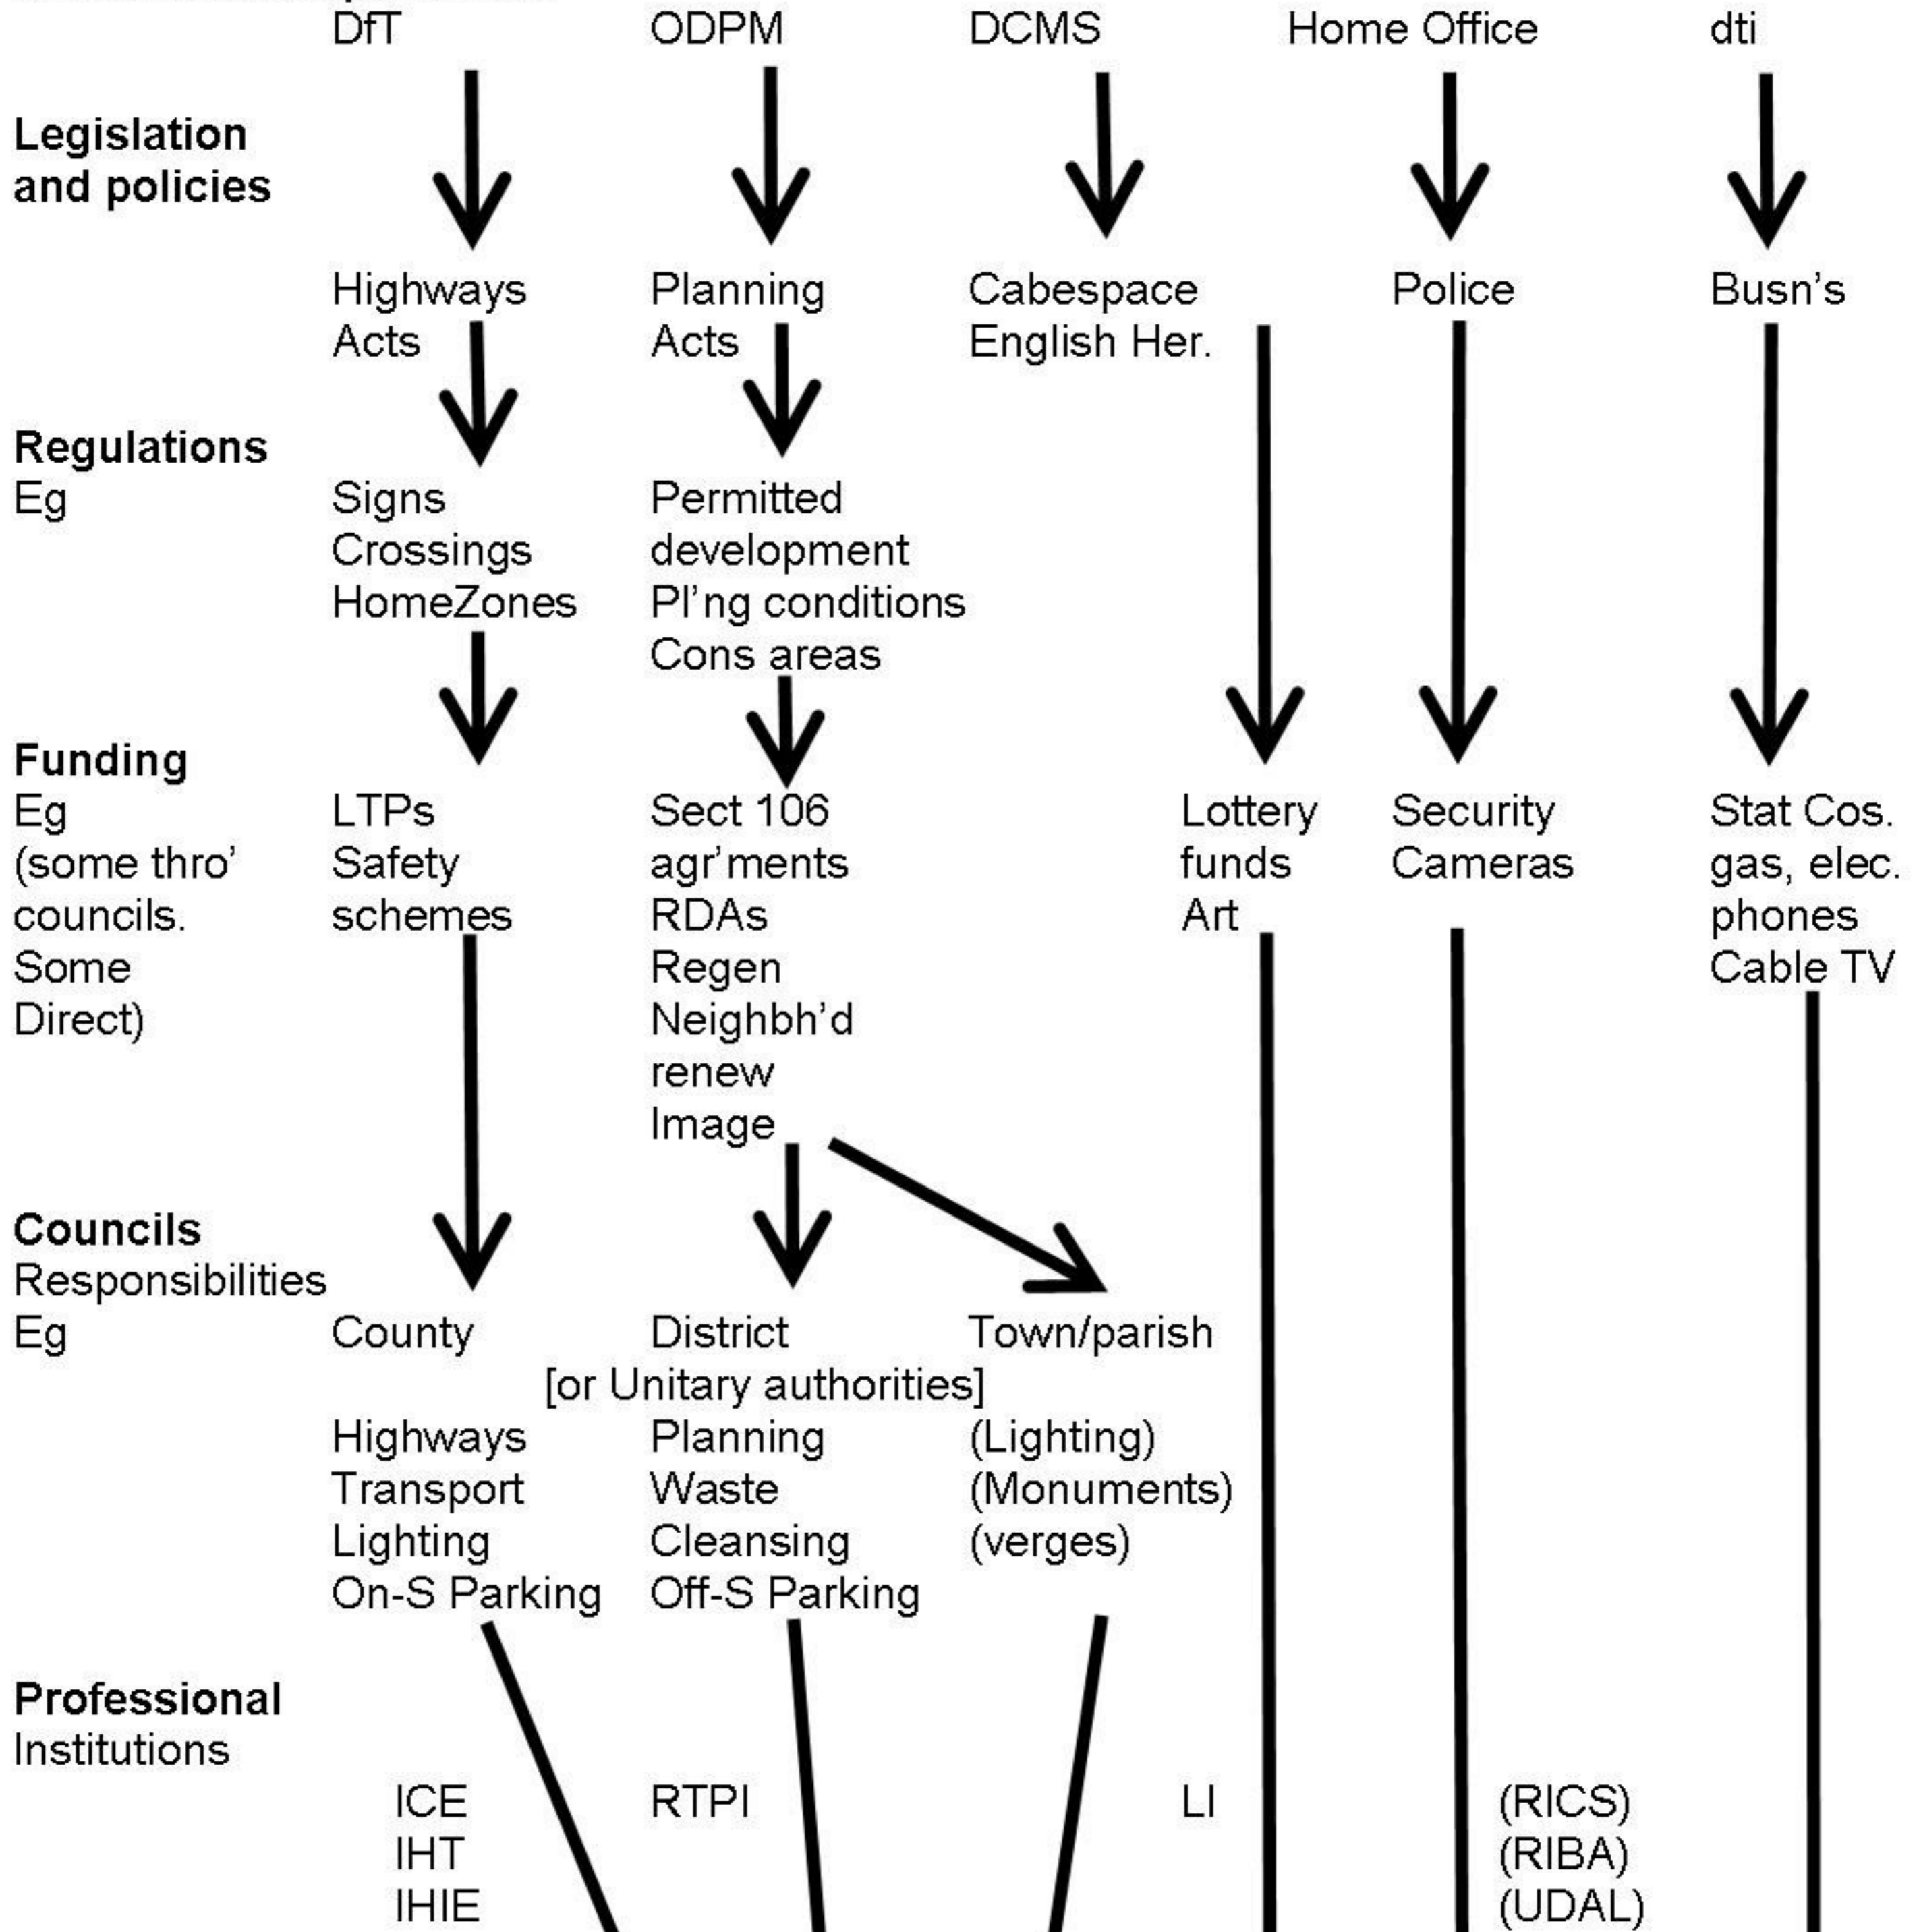 DfT ODPM DCMS Home Office dti
Legislation
and policies
Highways Planning Cabespace Police Busn's
Acts Acts English Her.
Regulations
Eg Signs Permitted
Crossings development
HomeZones Pl'ng conditions
Cons areas
Funding
Eg LTPs Sect 106 Lottery Security Stat Cos.
(some thro' Safety agr'ments funds Cameras gas, elec.
councils. schemes RDAs Art phones
Some Regen Cable TV
Direct) Neighbh'd
renew
Image
Councils
Responsibilities
Eg County District Town/parish
[or Unitary authorities]
Highways Planning (Lighting)
Transport Waste (Monuments)
Lighting Cleansing (verges)
On-S Parking Off-S Parking
Professional
Institutions
ICE RTPI LI (RICS)
IHT (RIBA)
IHIE (UDAL)